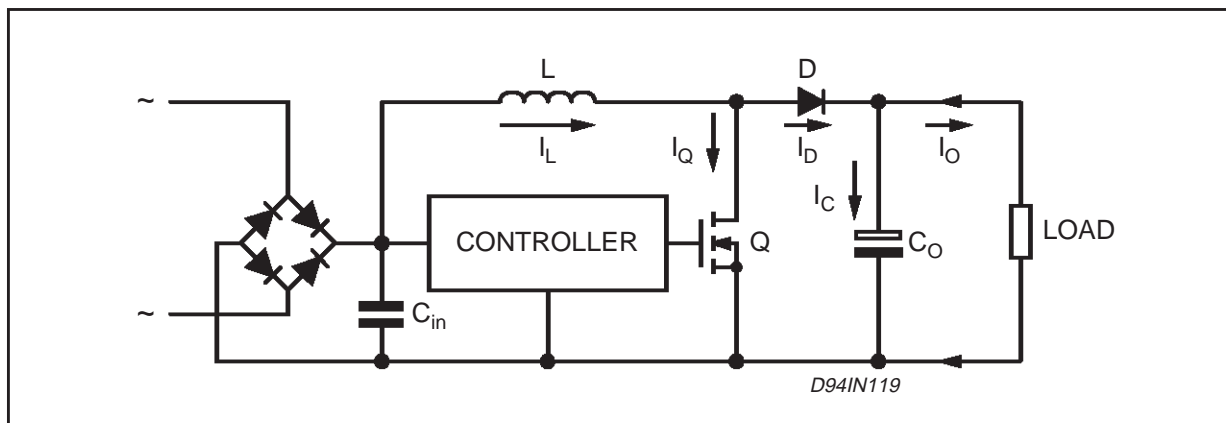 L
D
~
I_L
I_Q
I_D
I_O
I_C
CONTROLLER
Q
C_O
LOAD
~
C_in
D94IN119